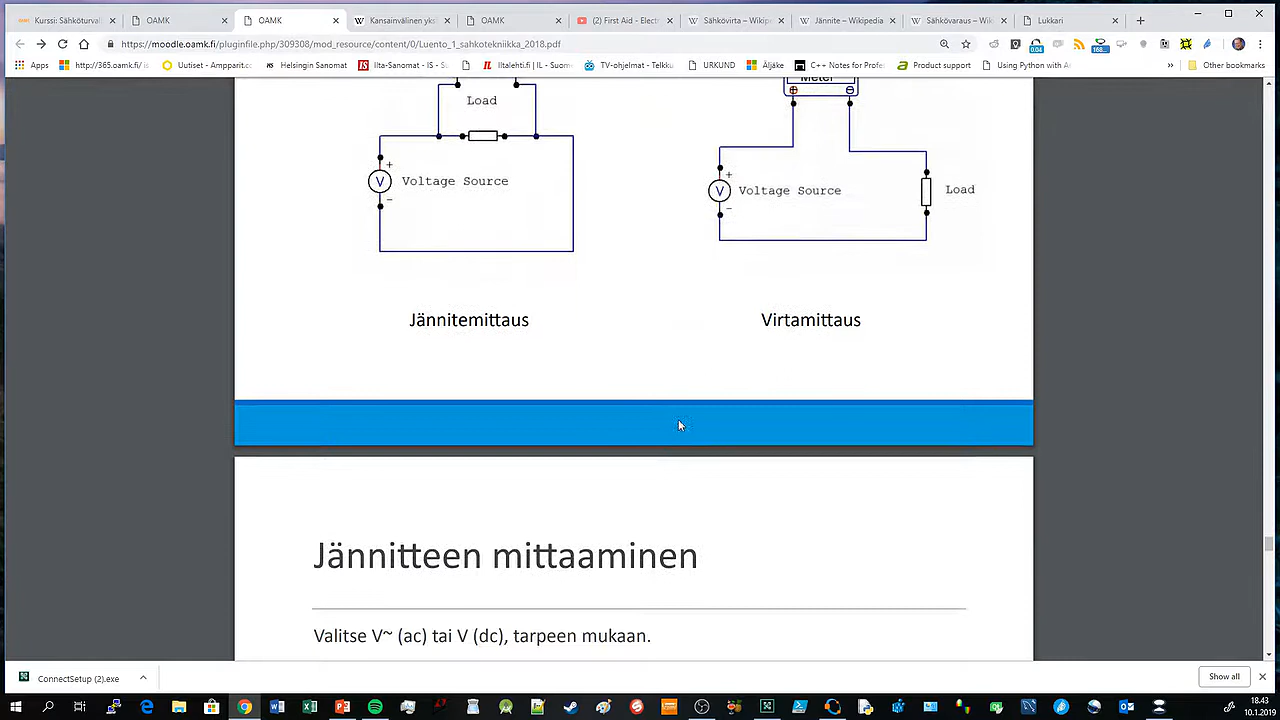 Kurssi: Sähköturval
OAMK
OAMK
Kansainvälinen yks
OAMK
(2) First Aid - Electr
Sähkövirta – Wikipe
Jännite – Wikipedia
Sähkövaraus – Wiki
Lukkari
https://moodle.oamk.fi/pluginfile.php/309308/mod_resource/content/0/Luento_1_sahkotekniikka_2018.pdf
Apps
http://365.oamk.fi/
Uutiset - Ampparit.c
Helsingin Sanomat
Ilta-Sanomat - IS - Su
Iltalehti.fi | IL - Suom
TV-ohjelmat - Telkku
URKUND
Äljäke
C++ Notes for Profes
Product support
Using Python with
»
Other bookmarks
Meter
Load
+
V
Voltage Source
−
+
V
Voltage Source
−
Load
Jännitemittaus
Virtamittaus
Jännitteen mittaaminen
Valitse V~ (ac) tai V (dc), tarpeen mukaan.
ConnectSetup (2).exe
Show all
18.43
10.1.2019